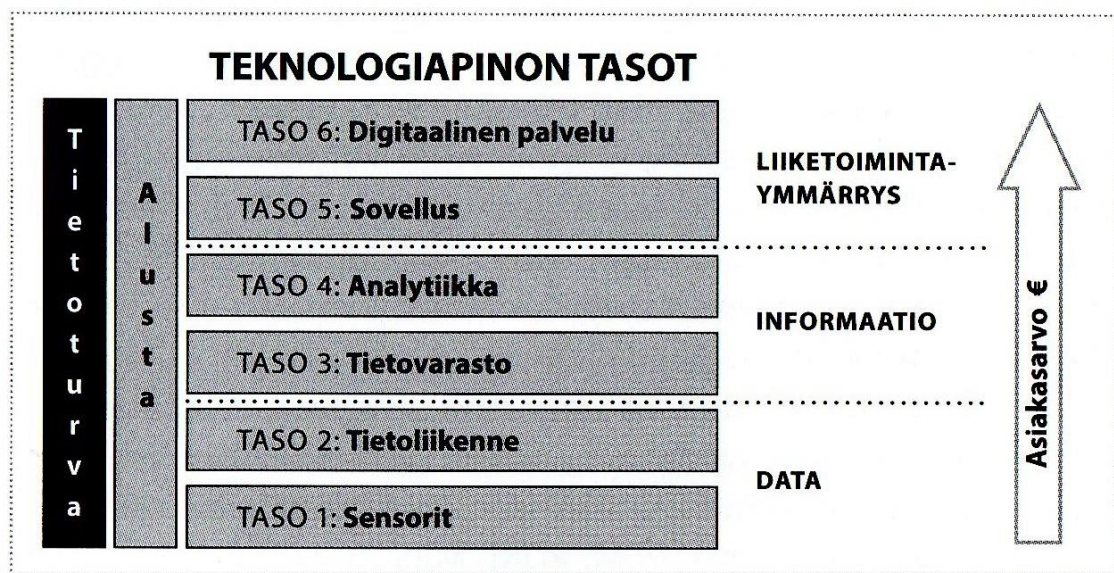 TEKNOLOGIAPINON TASOT
Tietoturva
Alusta
TASO 6: Digitaalinen palvelu
TASO 5: Sovellus
TASO 4: Analytiikka
TASO 3: Tietovarasto
TASO 2: Tietoliikenne
TASO 1: Sensorit
LIIKETOIMINTA-
YMMÄRRYS
INFORMAATIO
DATA
Asiakasarvo €